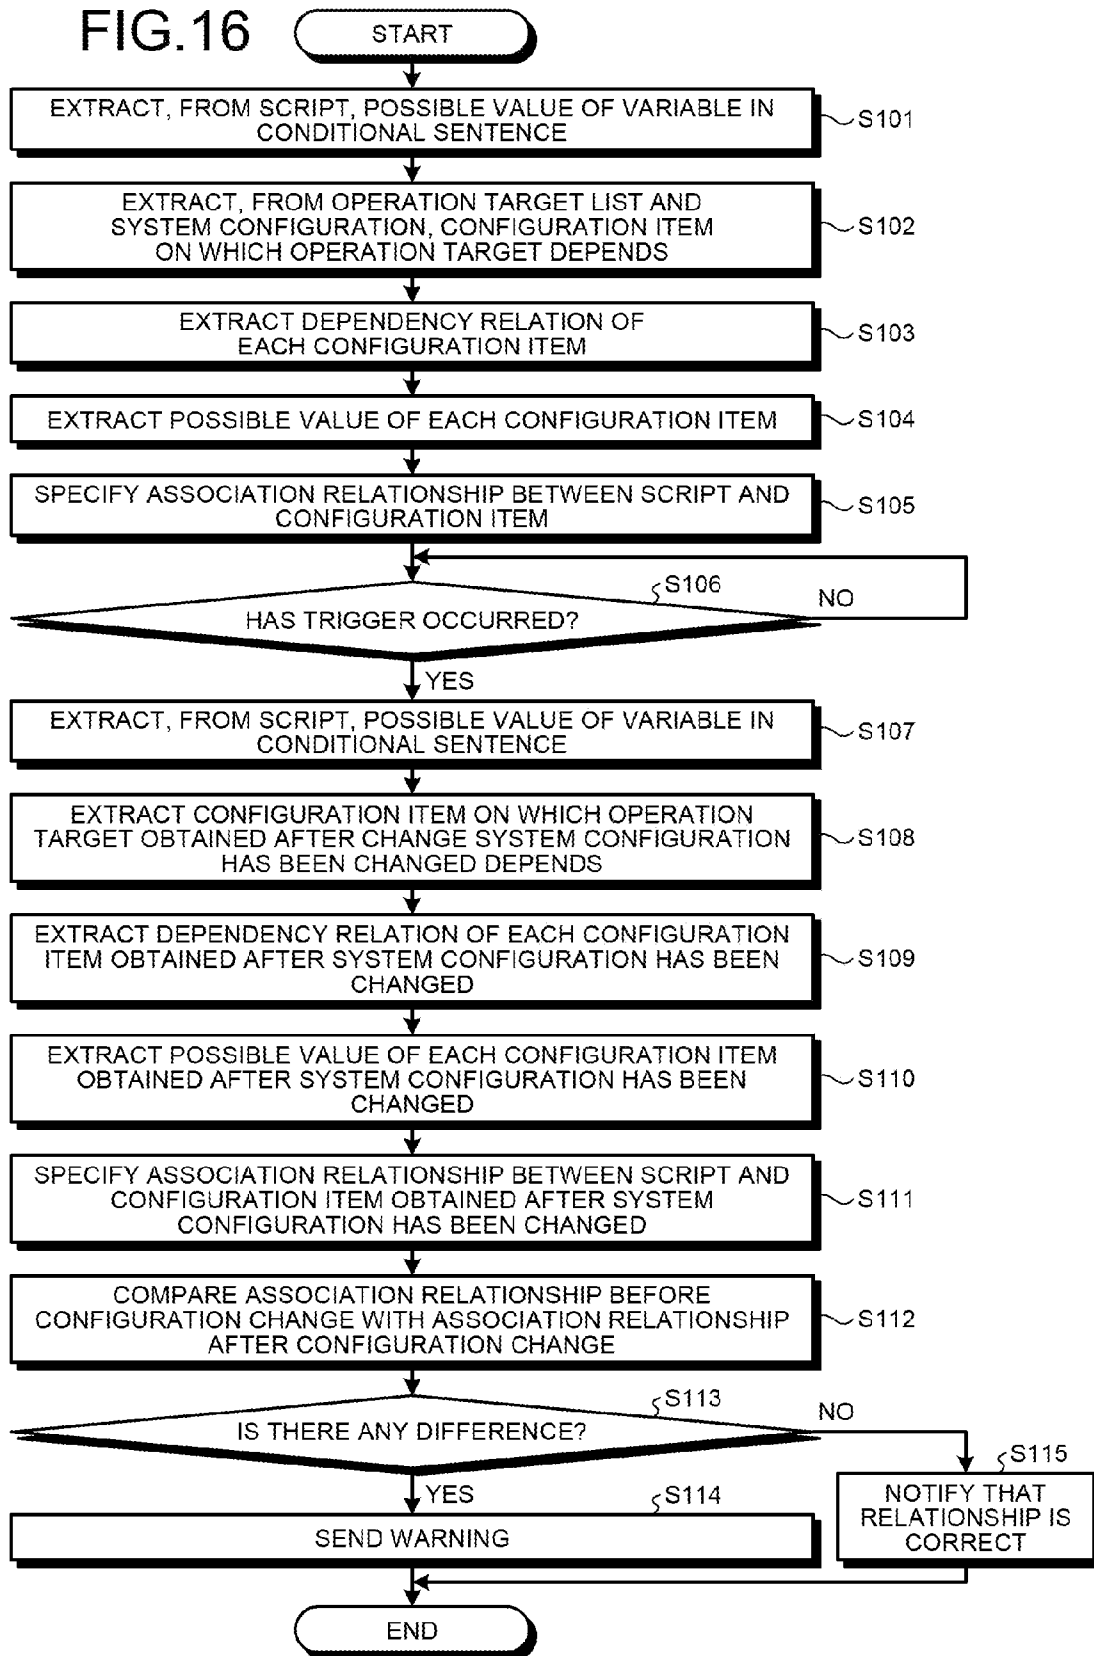 FIG.16
START
EXTRACT, FROM SCRIPT, POSSIBLE VALUE OF VARIABLE IN
CONDITIONAL SENTENCE
S101
EXTRACT, FROM OPERATION TARGET LIST AND
SYSTEM CONFIGURATION, CONFIGURATION ITEM
ON WHICH OPERATION TARGET DEPENDS
S102
EXTRACT DEPENDENCY RELATION OF
EACH CONFIGURATION ITEM
S103
EXTRACT POSSIBLE VALUE OF EACH CONFIGURATION ITEM
S104
SPECIFY ASSOCIATION RELATIONSHIP BETWEEN SCRIPT AND
CONFIGURATION ITEM
S105
S106
HAS TRIGGER OCCURRED?
NO
YES
EXTRACT, FROM SCRIPT, POSSIBLE VALUE OF VARIABLE IN
CONDITIONAL SENTENCE
S107
EXTRACT CONFIGURATION ITEM ON WHICH OPERATION
TARGET OBTAINED AFTER CHANGE SYSTEM CONFIGURATION
HAS BEEN CHANGED DEPENDS
S108
EXTRACT DEPENDENCY RELATION OF EACH CONFIGURATION
ITEM OBTAINED AFTER SYSTEM CONFIGURATION HAS BEEN
CHANGED
S109
EXTRACT POSSIBLE VALUE OF EACH CONFIGURATION ITEM
OBTAINED AFTER SYSTEM CONFIGURATION HAS BEEN
CHANGED
S110
SPECIFY ASSOCIATION RELATIONSHIP BETWEEN SCRIPT AND
CONFIGURATION ITEM OBTAINED AFTER SYSTEM
CONFIGURATION HAS BEEN CHANGED
S111
COMPARE ASSOCIATION RELATIONSHIP BEFORE
CONFIGURATION CHANGE WITH ASSOCIATION RELATIONSHIP
AFTER CONFIGURATION CHANGE
S112
S113
IS THERE ANY DIFFERENCE?
NO
YES
S114
SEND WARNING
S115
NOTIFY THAT
RELATIONSHIP IS
CORRECT
END